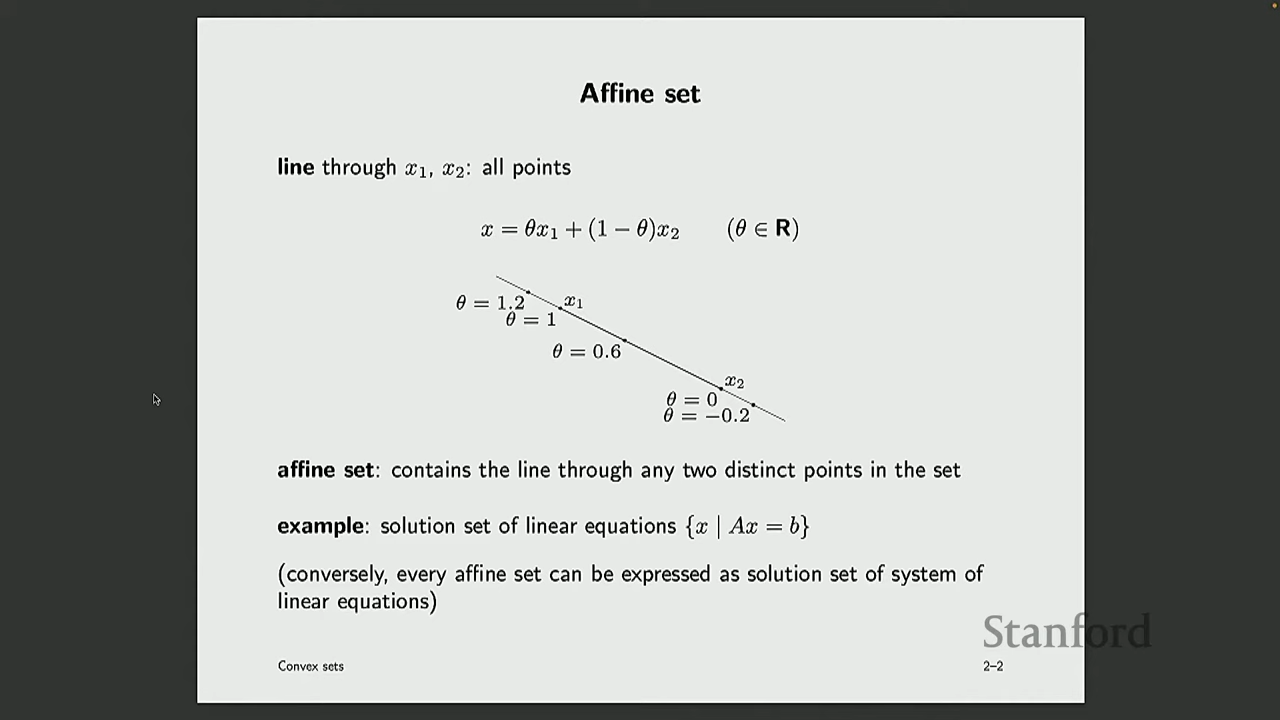 Affine set
line through x₁, x₂: all points
x = θx₁ + (1 − θ)x₂ (θ ∈ R)
θ = 1.2
x₁
θ = 1
θ = 0.6
x₂
θ = 0
θ = −0.2
affine set: contains the line through any two distinct points in the set
example: solution set of linear equations {x | Ax = b}
(conversely, every affine set can be expressed as solution set of system of
linear equations)
Stanford
Convex sets
2–2